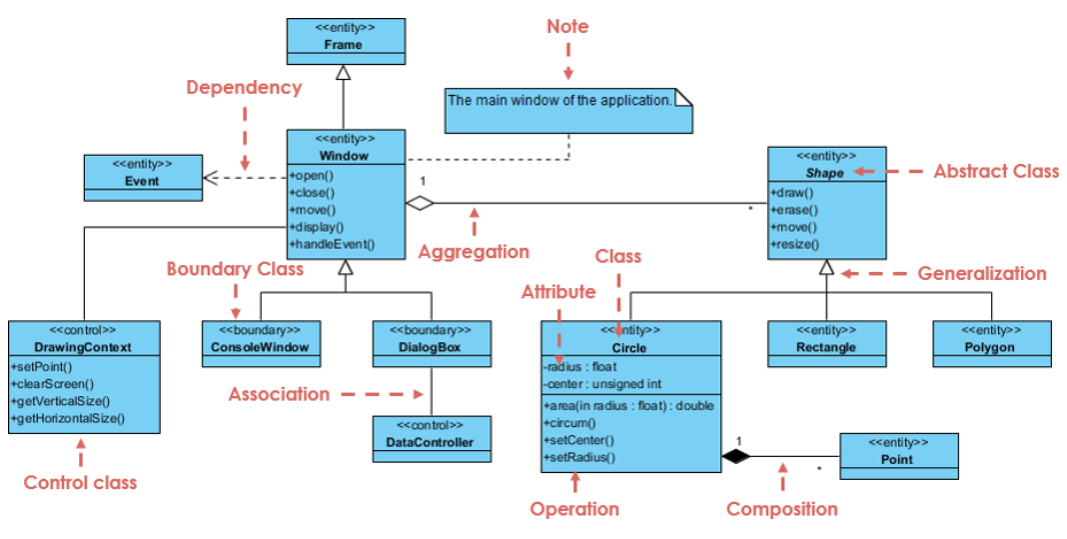 <<entity>>
Frame
Note
Dependency
The main window of the application.
<<entity>>
Window
+open()
+close()
+move()
+display()
+handleEvent()
<<entity>>
Event
<<entity>>
Shape
+draw()
+erase()
+move()
+resize()
Abstract Class
1
*
Aggregation
Boundary Class
Class
Attribute
Generalization
<<control>>
DrawingContext
+setPoint()
+clearScreen()
+getVerticalSize()
+getHorizontalSize()
<<boundary>>
ConsoleWindow
<<boundary>>
DialogBox
<<entity>>
Circle
-radius : float
-center : unsigned int
+area(in radius : float) : double
+circum()
+setCenter()
+setRadius()
<<entity>>
Rectangle
<<entity>>
Polygon
Association
<<control>>
DataController
1
*
<<entity>>
Point
Control class
Operation
Composition